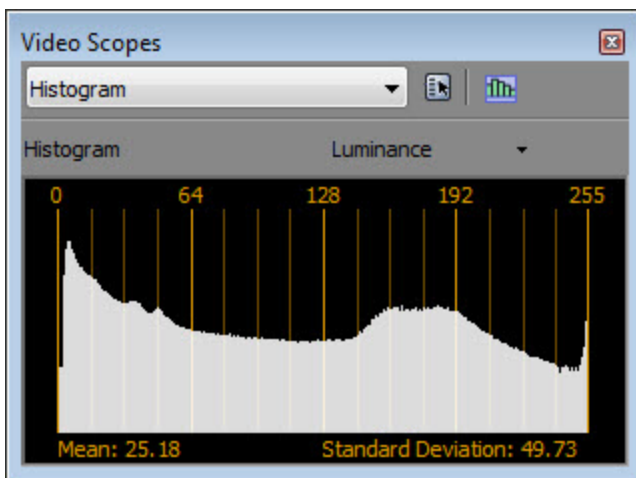 Video Scopes
Histogram
Histogram Luminance
0 64 128 192 255
Mean: 25.18 Standard Deviation: 49.73